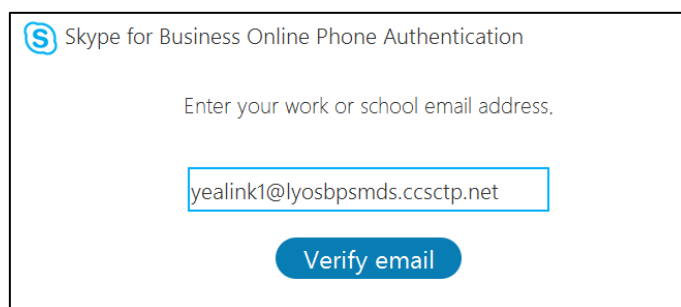 Skype for Business Online Phone Authentication
Enter your work or school email address.
yealink1@lyosbpsmds.ccsctp.net
Verify email